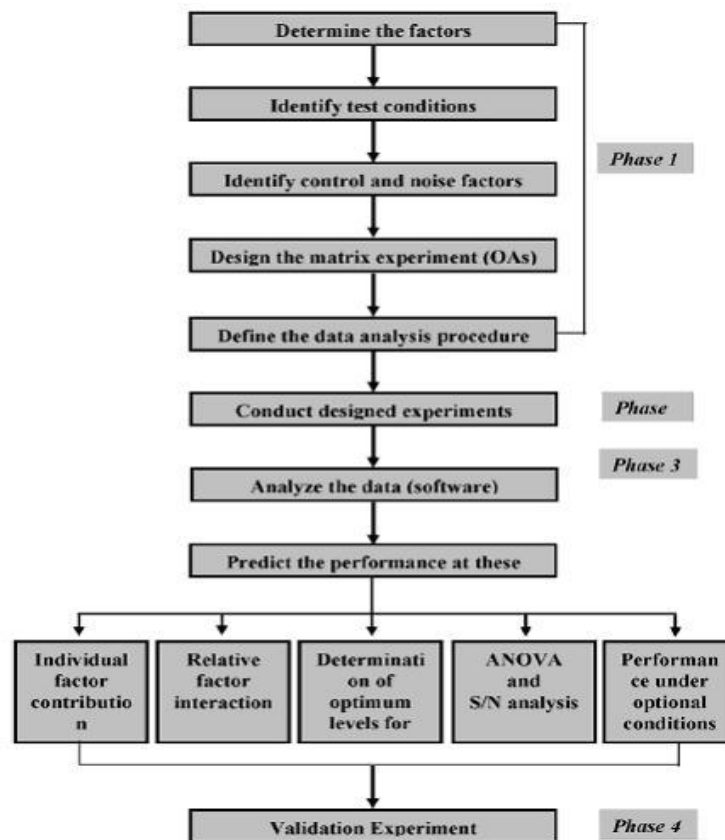 Determine the factors
Identify test conditions
Phase 1
Identify control and noise factors
Design the matrix experiment (OAs)
Define the data analysis procedure
Conduct designed experiments
Phase
Phase 3
Analyze the data (software)
Predict the performance at these
Individual
factor
contributio
n
Relative
factor
interaction
Determinati
on of
optimum
levels for
ANOVA
and
S/N analysis
Performan
ce under
optional
conditions
Validation Experiment
Phase 4